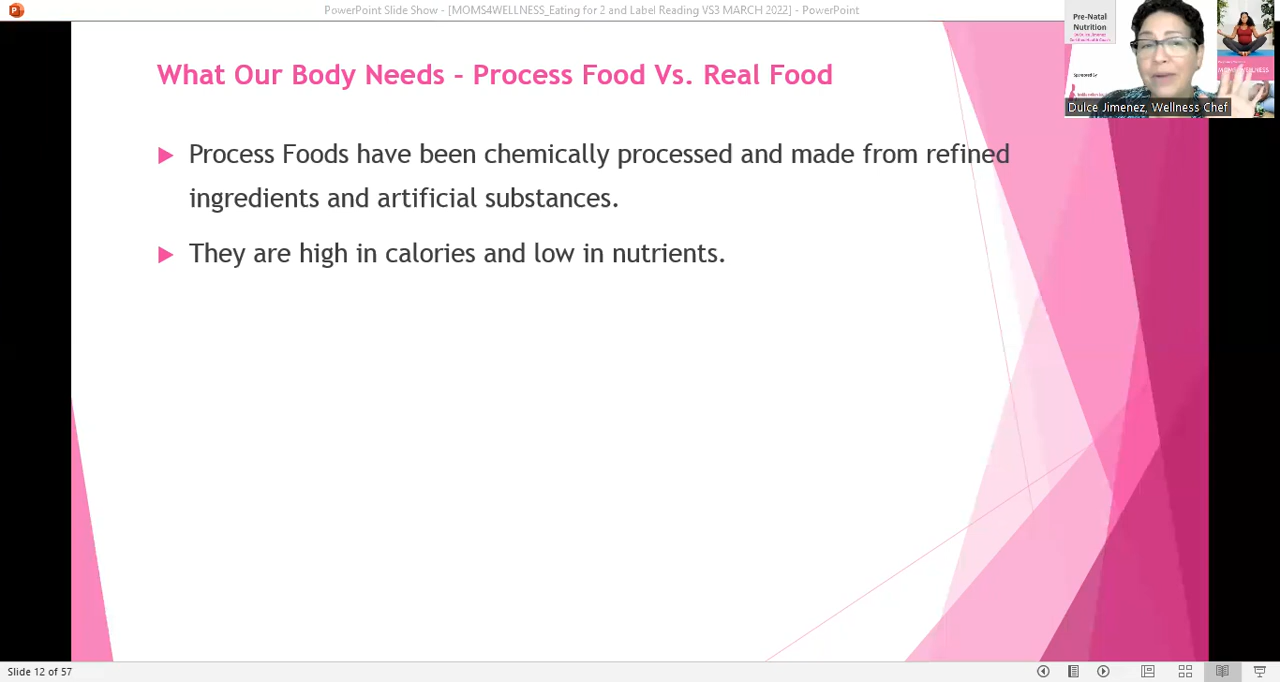 PowerPoint Slide Show - [MOMS4WELLNESS_Eating for 2 and Label Reading VS3 MARCH 2022] - PowerPoint
Pre-Natal
Nutrition
Dulce Jimenez, Wellness Chef
What Our Body Needs – Process Food Vs. Real Food
Process Foods have been chemically processed and made from refined
ingredients and artificial substances.
They are high in calories and low in nutrients.
Slide 12 of 57